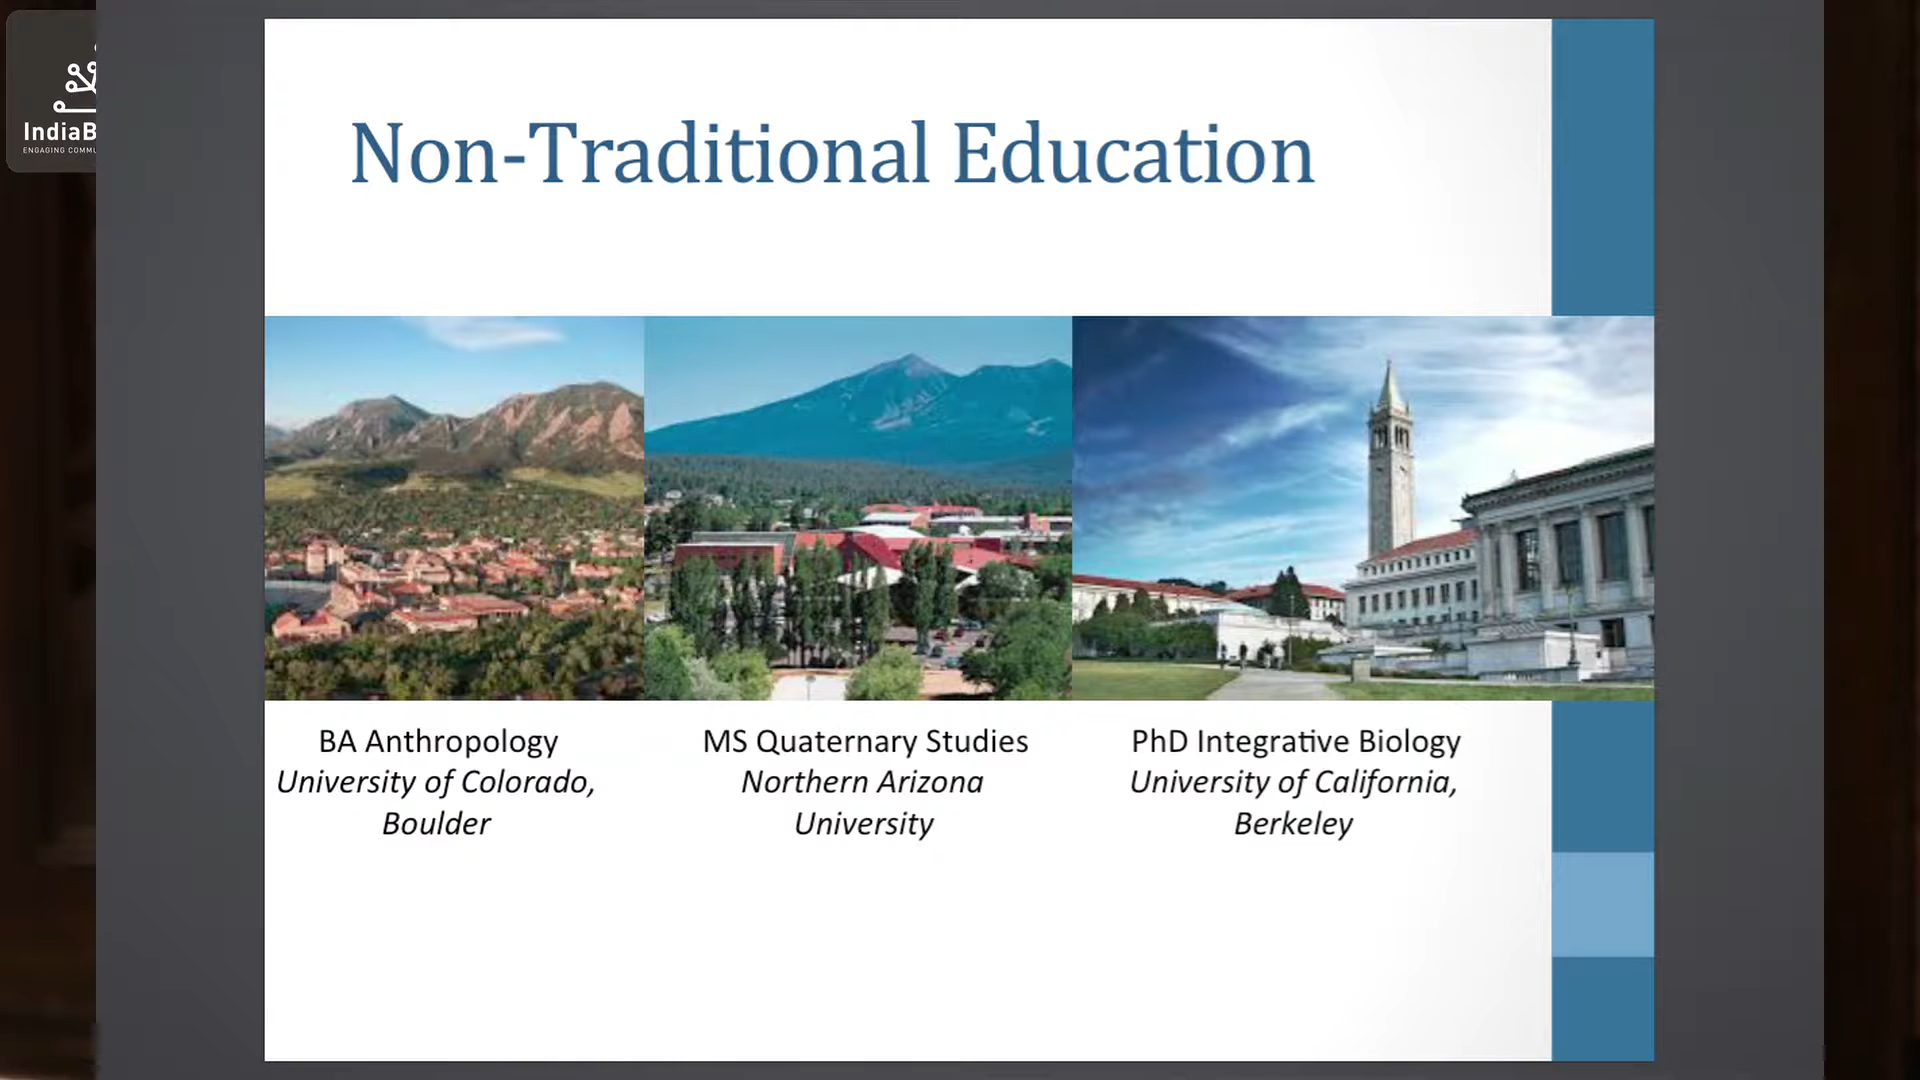 IndiaB
ENGAGING COMMU
Non-Traditional Education
BA Anthropology
University of Colorado,
Boulder
MS Quaternary Studies
Northern Arizona
University
PhD Integrative Biology
University of California,
Berkeley